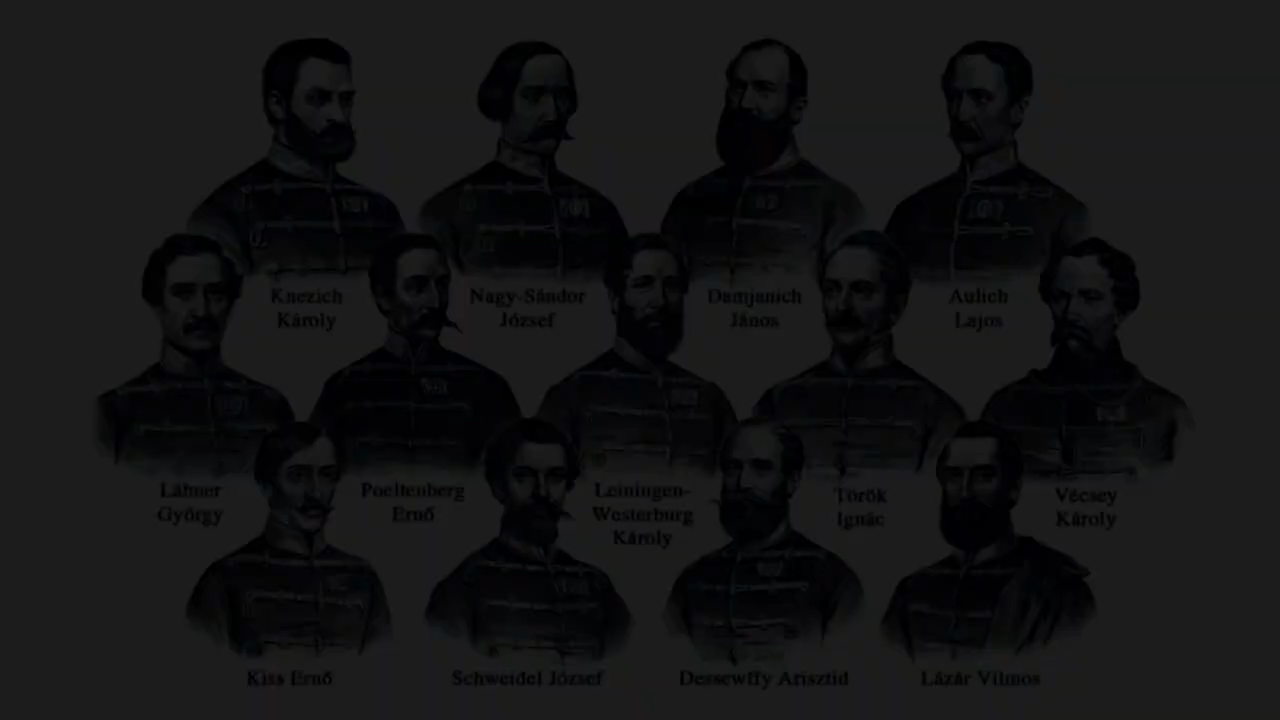 Knezich
Károly
Nagy-Sándor
József
Damjanich
János
Aulich
Lajos
Láhner
György
Poeltenberg
Ernő
Leiningen-
Westerburg
Károly
Török
Ignác
Vécsey
Károly
Kiss Ernő
Schweidel József
Dessewffy Arisztid
Lázár Vilmos